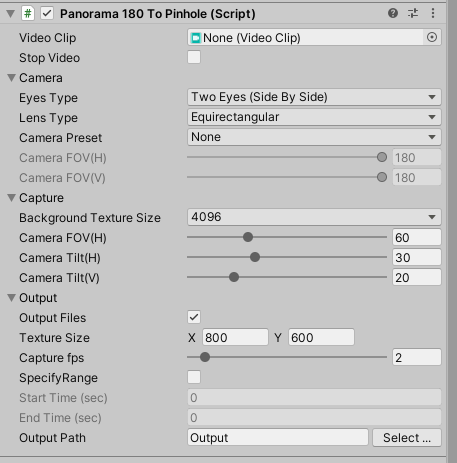 Panorama 180 To Pinhole (Script)
Video Clip None (Video Clip)
Stop Video
Camera
Eyes Type Two Eyes (Side By Side)
Lens Type Equirectangular
Camera Preset None
Camera FOV(H) 180
Camera FOV(V) 180
Capture
Background Texture Size 4096
Camera FOV(H) 60
Camera Tilt(H) 30
Camera Tilt(V) 20
Output
Output Files
Texture Size X 800 Y 600
Capture fps 2
SpecifyRange
Start Time (sec) 0
End Time (sec) 0
Output Path Output Select ...